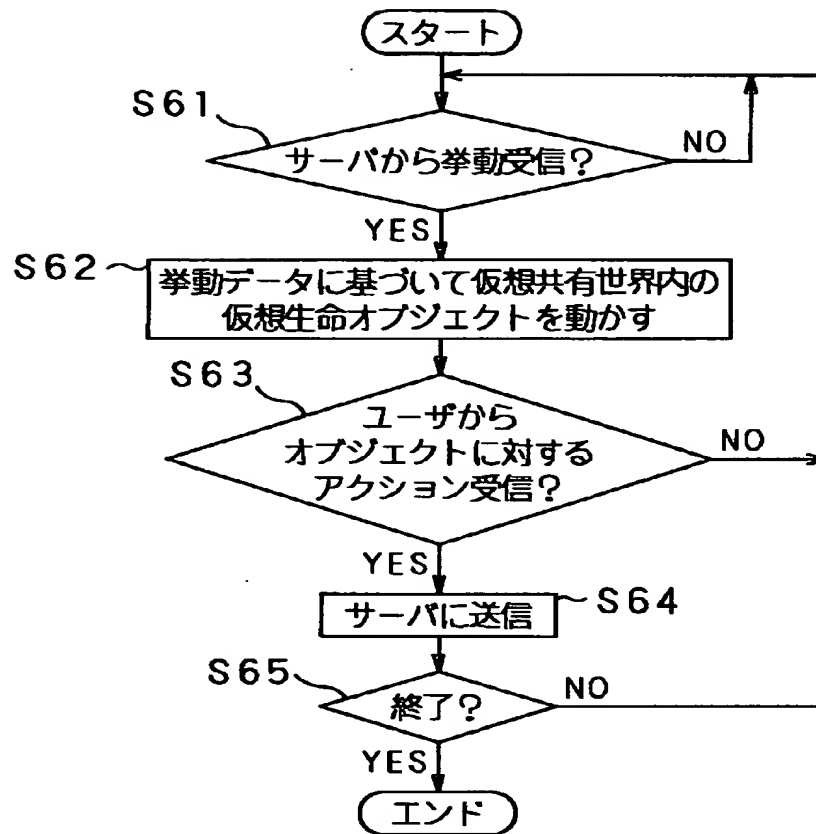 スタート
S61
サーバから挙動受信?
NO
YES
S62
挙動データに基づいて仮想共有世界内の
仮想生命オブジェクトを動かす
S63
ユーザから
オブジェクトに対する
アクション受信?
NO
YES
サーバに送信
S64
S65
終了?
NO
YES
エンド